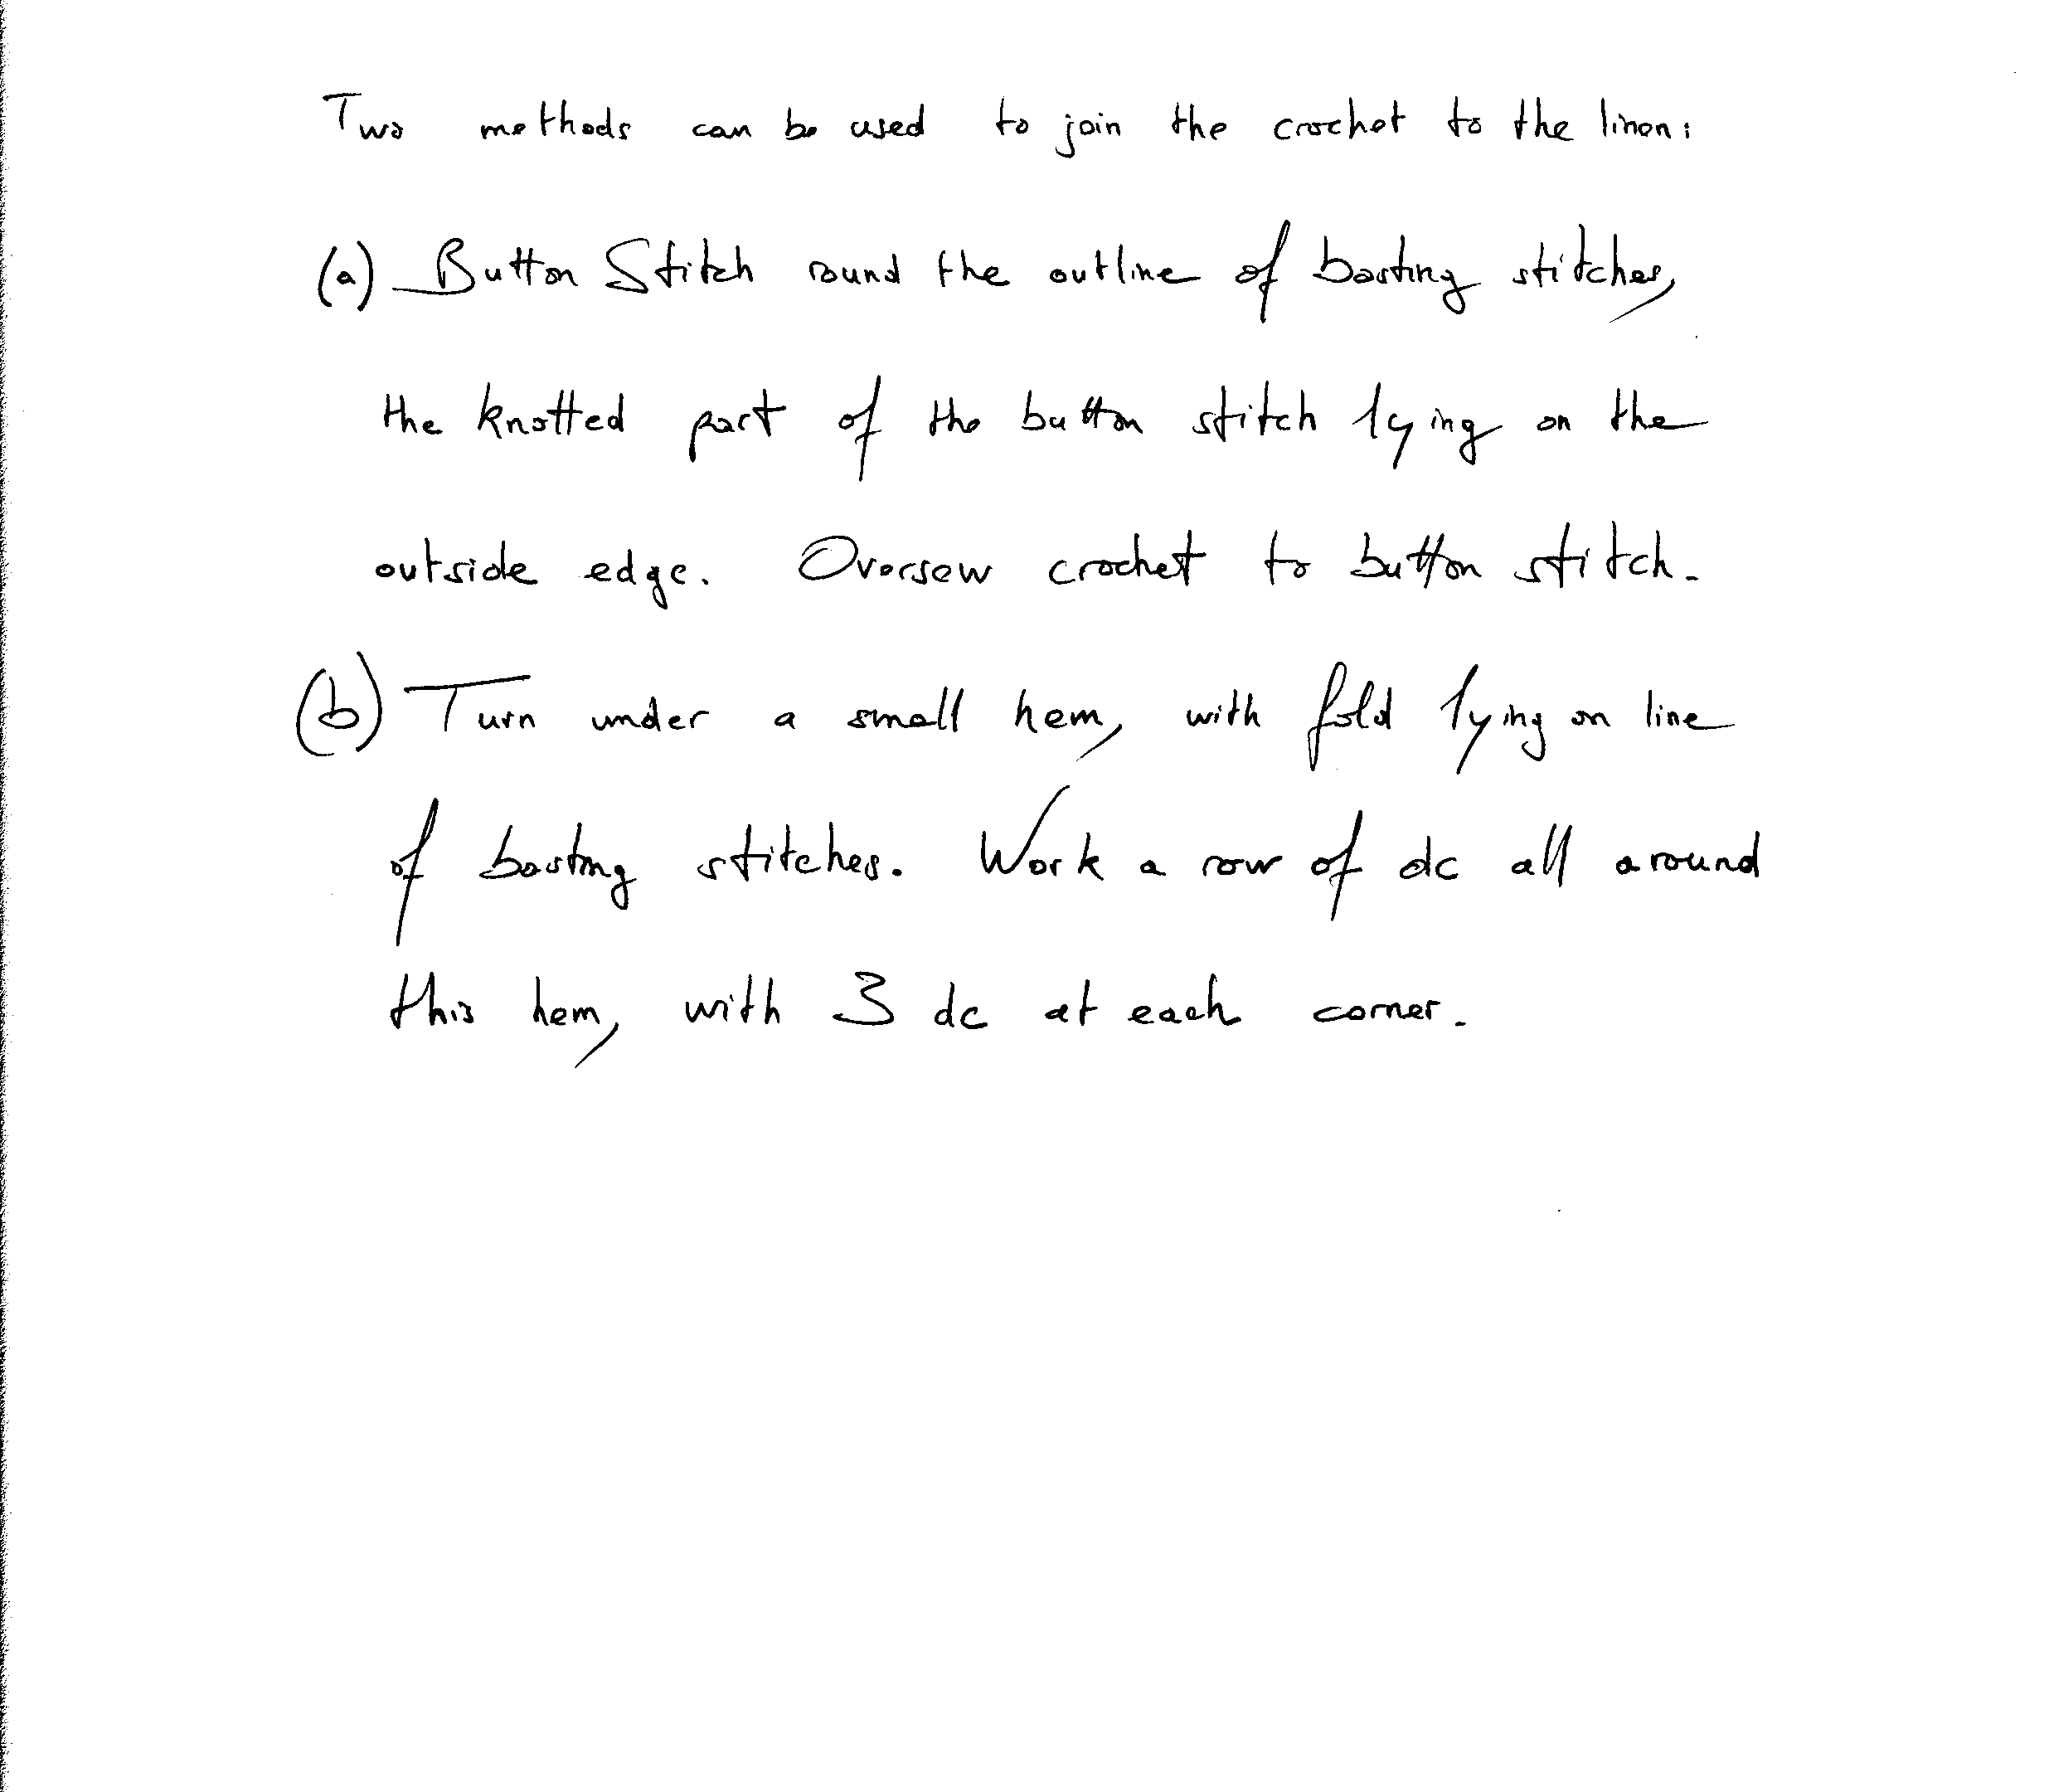 Two methods can be used to join the crochet to the linen:
(a) Button Stitch round the outline of basting stitches,
the knotted part of the button stitch lying on the
outside edge. Oversew crochet to button stitch.
(b) Turn under a small hem, with fold lying on line
of basting stitches. Work a row of dc all around
this hem, with 3 dc at each corner.